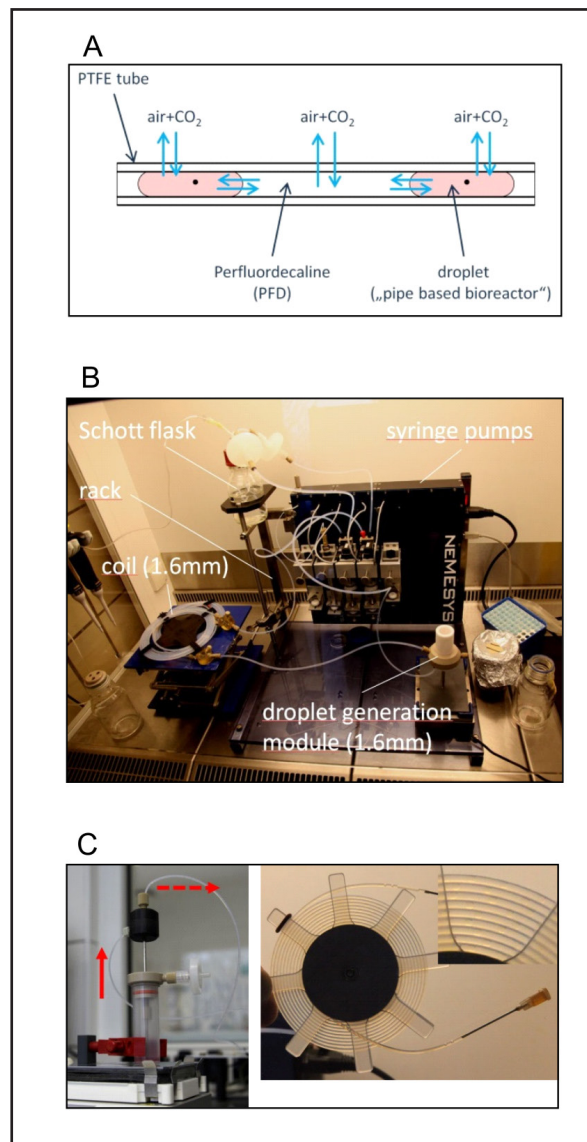 A
PTFE tube
air+CO₂ air+CO₂ air+CO₂
Perfluordecaline
(PFD)
droplet
(„pipe based bioreactor“)
B
Schott flask
syringe pumps
rack
coil (1.6mm)
NEMESYS
droplet generation
module (1.6mm)
C